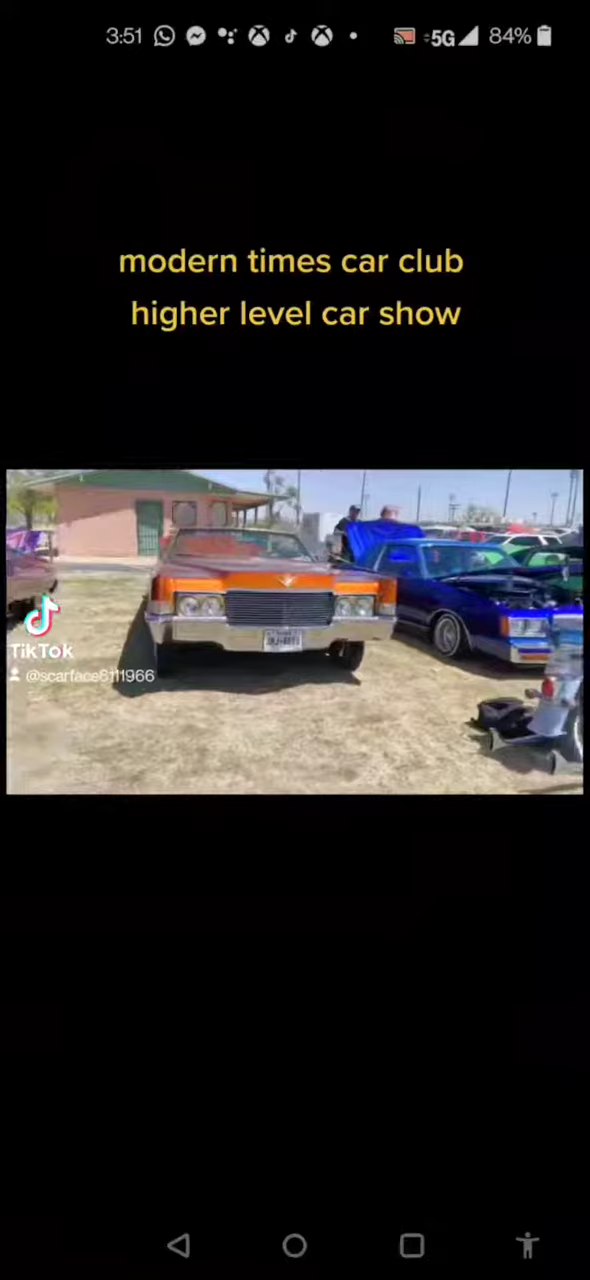 3:51
5G
84%
modern times car club
higher level car show
TikTok
@scarface6111966